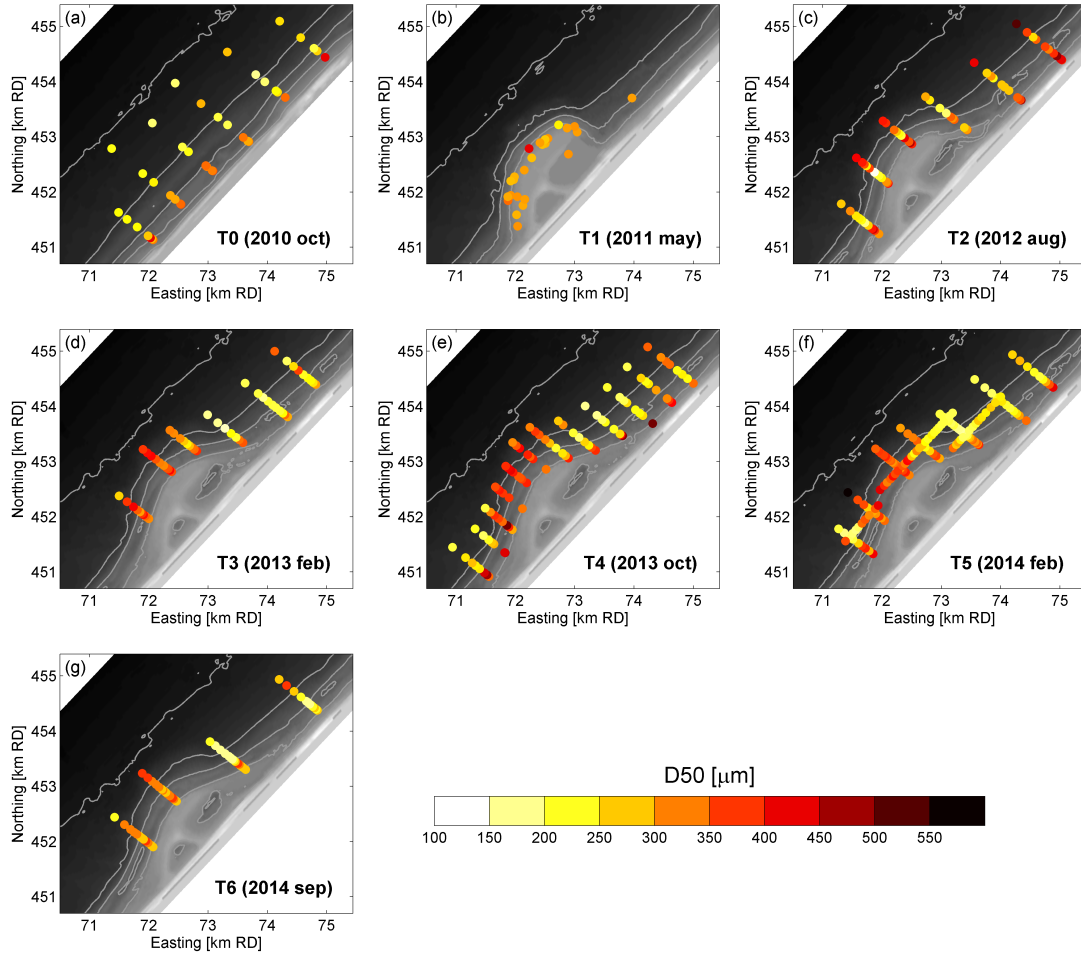 (a)
455
454
453
452
451
Northing [km RD]
T0 (2010 oct)
71 72 73 74 75
Easting [km RD]
(b)
455
454
453
452
451
Northing [km RD]
T1 (2011 may)
71 72 73 74 75
Easting [km RD]
(c)
455
454
453
452
451
Northing [km RD]
T2 (2012 aug)
71 72 73 74 75
Easting [km RD]
(d)
455
454
453
452
451
Northing [km RD]
T3 (2013 feb)
71 72 73 74 75
Easting [km RD]
(e)
455
454
453
452
451
Northing [km RD]
T4 (2013 oct)
71 72 73 74 75
Easting [km RD]
(f)
455
454
453
452
451
Northing [km RD]
T5 (2014 feb)
71 72 73 74 75
Easting [km RD]
(g)
455
454
453
452
451
Northing [km RD]
T6 (2014 sep)
71 72 73 74 75
Easting [km RD]
D50 [μm]
100 150 200 250 300 350 400 450 500 550